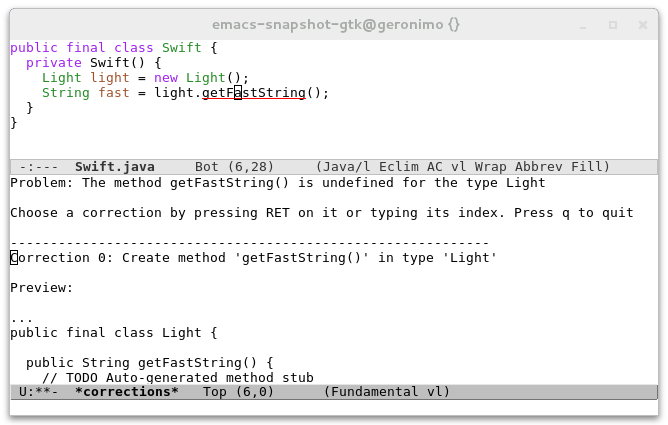 emacs-snapshot-gtk@geronimo {}
public final class Swift {
  private Swift() {
    Light light = new Light();
    String fast = light.getFastString();
  }
}
-:---  Swift.java     Bot (6,28)     (Java/l Eclim AC vl Wrap Abbrev Fill)
Problem: The method getFastString() is undefined for the type Light
Choose a correction by pressing RET on it or typing its index. Press q to quit
------------------------------------------------------------
Correction 0: Create method 'getFastString()' in type 'Light'
Preview:
...
public final class Light {
  public String getFastString() {
    // TODO Auto-generated method stub
U:**-  *corrections*   Top (6,0)      (Fundamental vl)